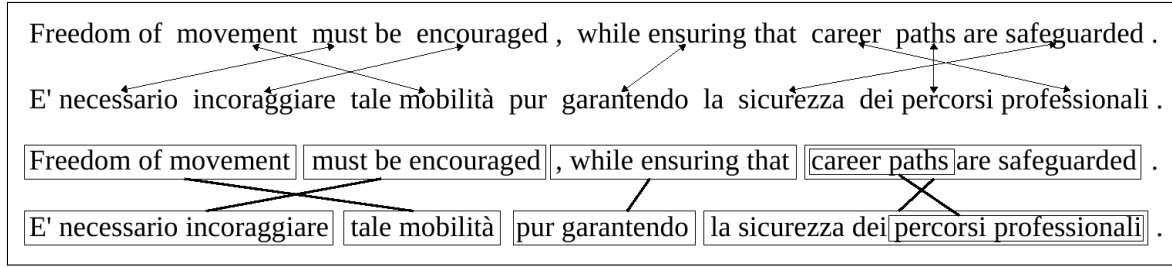 Freedom of movement must be encouraged , while ensuring that career paths are safeguarded .
E' necessario incoraggiare tale mobilità pur garantendo la sicurezza dei percorsi professionali .
Freedom of movement must be encouraged , while ensuring that career paths are safeguarded .
E' necessario incoraggiare tale mobilità pur garantendo la sicurezza dei percorsi professionali .